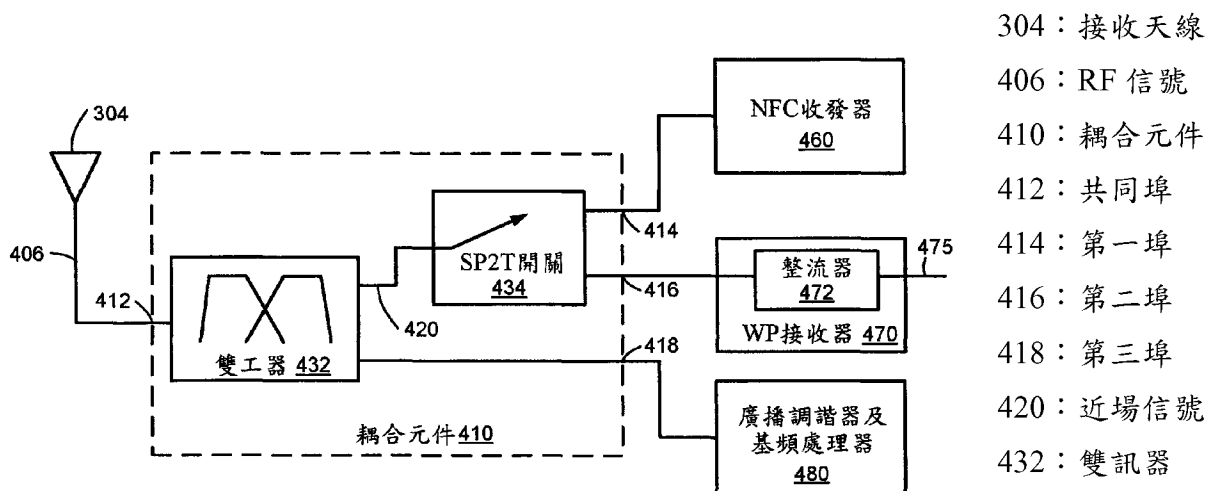 304
406
412
雙工器 432
420
SP2T開關
434
414
416
418
耦合元件410
NFC收發器
460
整流器
472
WP接收器 470
475
廣播調諧器及
基頻處理器
480
304：接收天線
406：RF 信號
410：耦合元件
412：共同埠
414：第一埠
416：第二埠
418：第三埠
420：近場信號
432：雙訊器